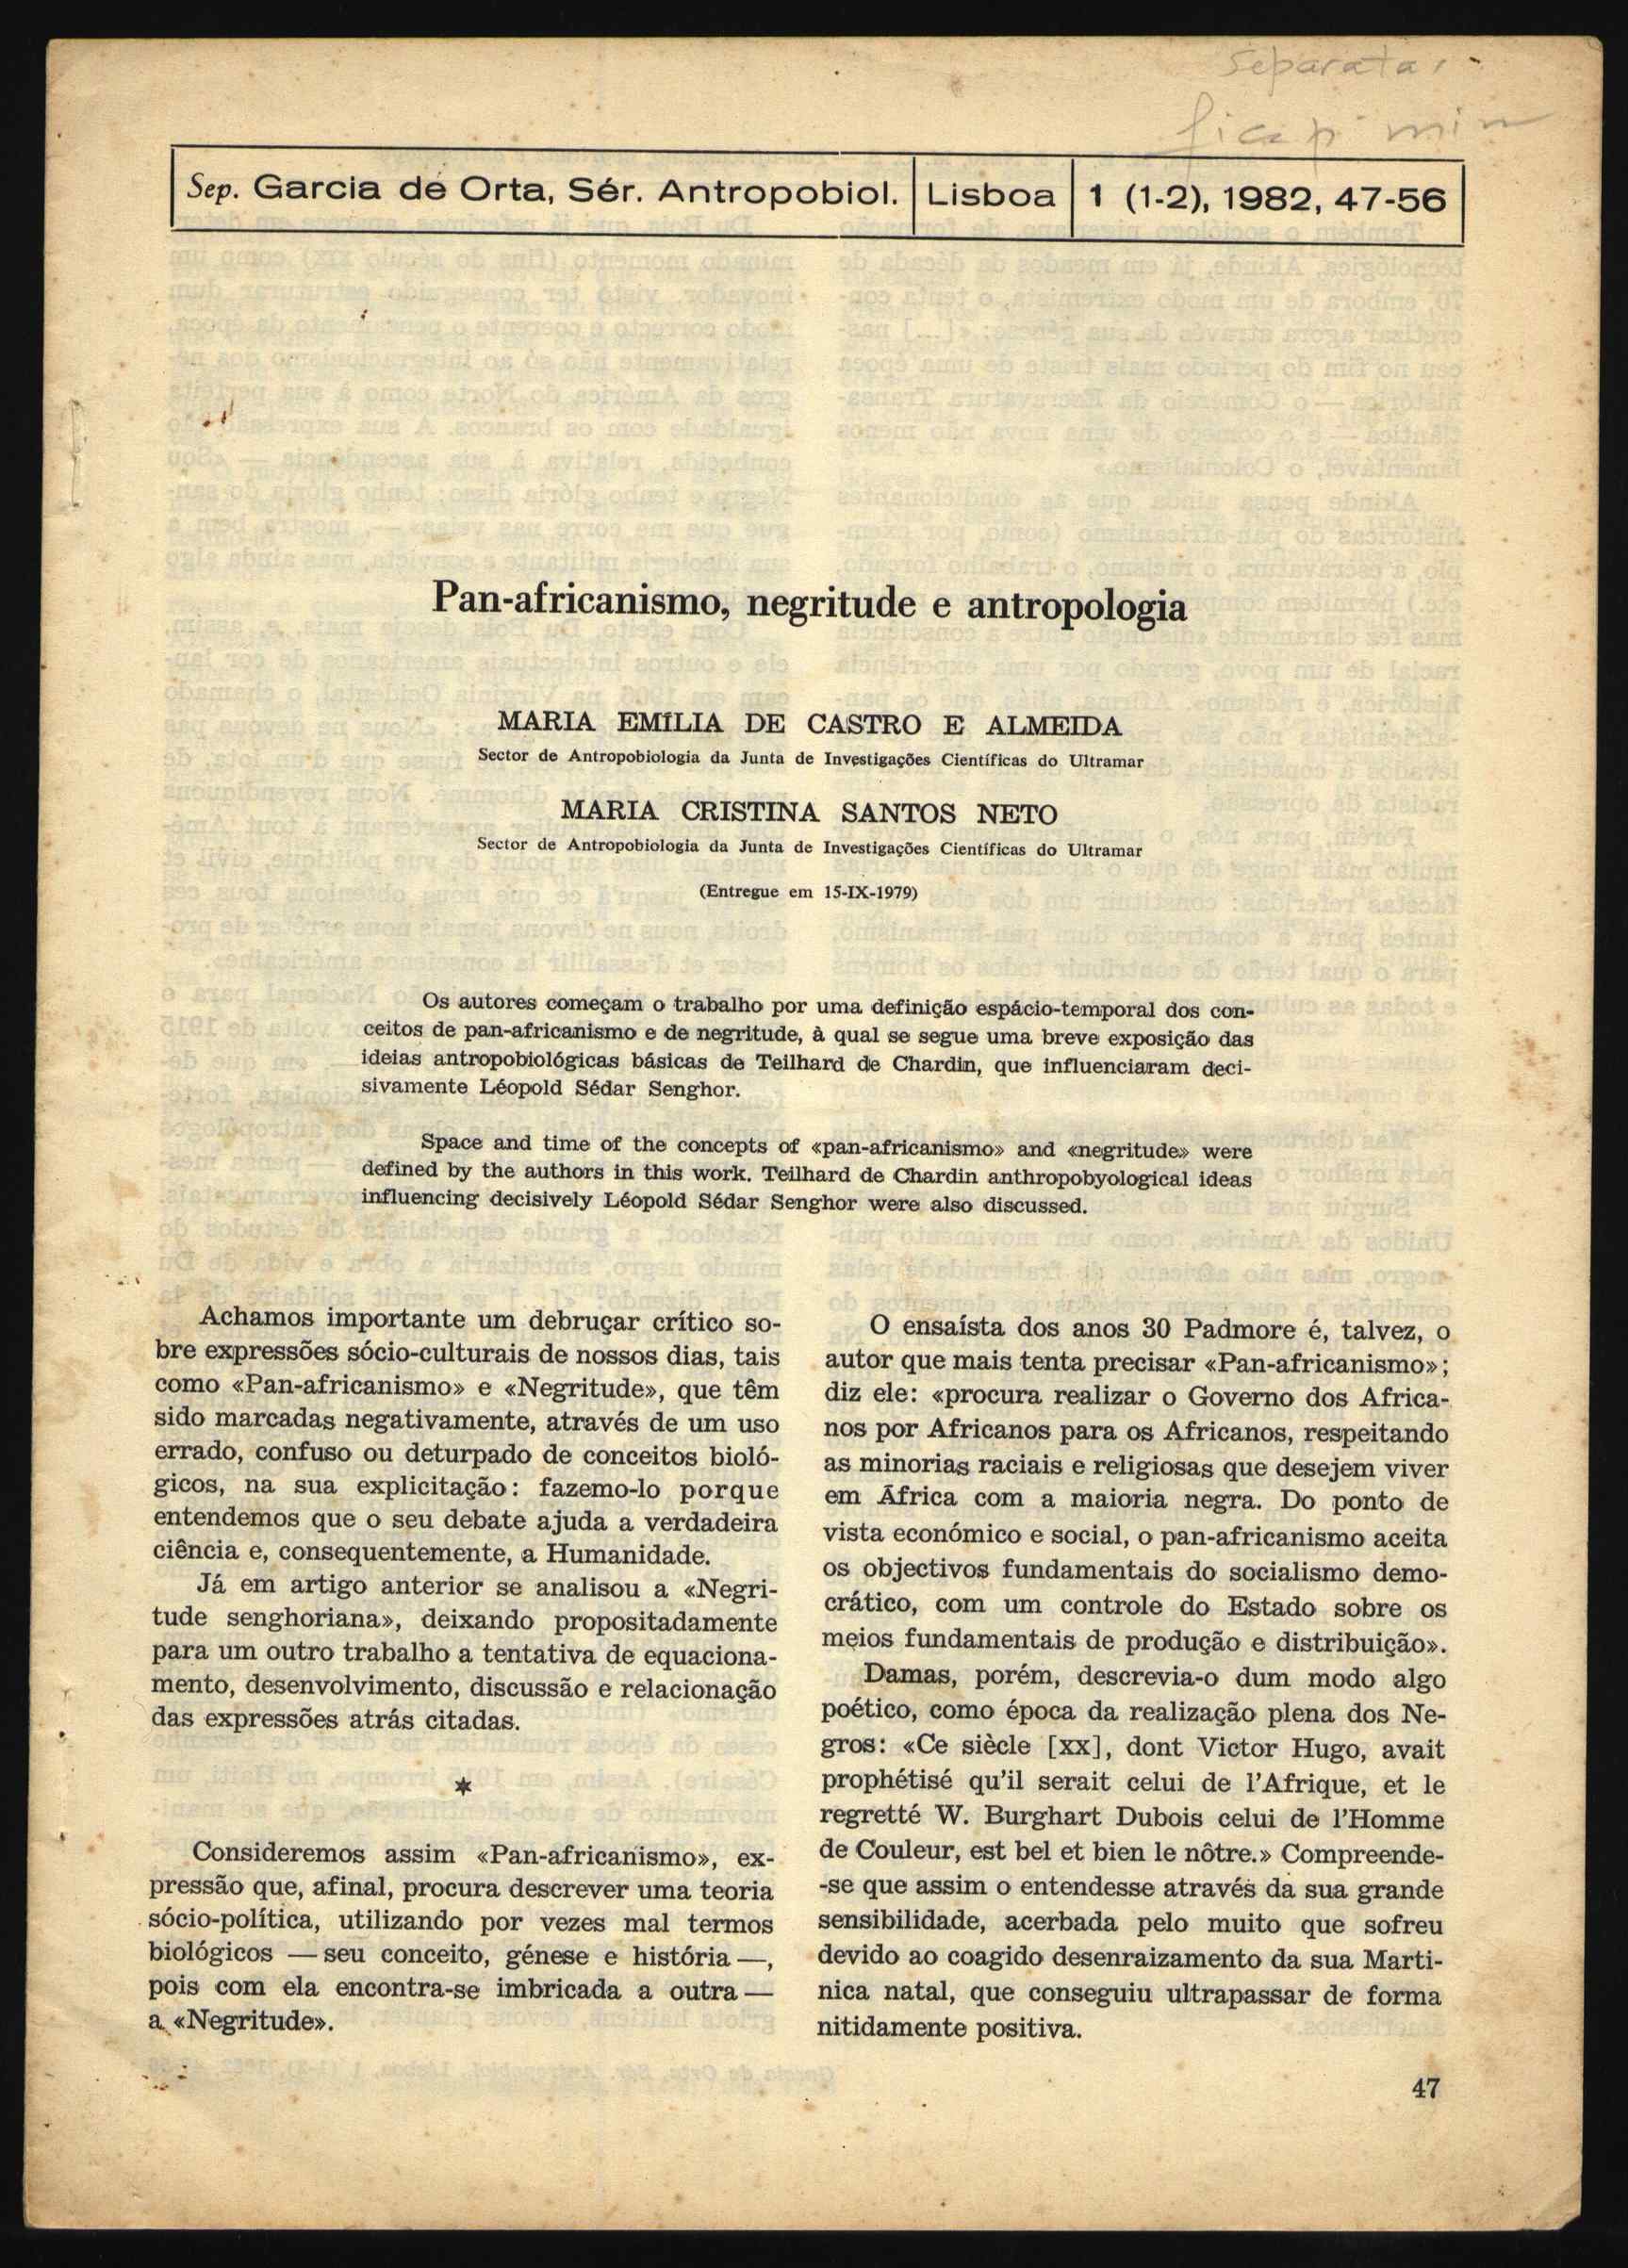 Separata
fica p' mim
Sep. Garcia de Orta, Sér. Antropobiol. Lisboa 1 (1-2), 1982, 47-56
Pan-africanismo, negritude e antropologia
MARIA EMÍLIA DE CASTRO E ALMEIDA
Sector de Antropobiologia da Junta de Investigações Científicas do Ultramar
MARIA CRISTINA SANTOS NETO
Sector de Antropobiologia da Junta de Investigações Científicas do Ultramar
(Entregue em 15-IX-1979)
Os autores começam o trabalho por uma definição espácio-temporal dos con-
ceitos de pan-africanismo e de negritude, à qual se segue uma breve exposição das
ideias antropobiológicas básicas de Teilhard de Chardin, que influenciaram deci-
sivamente Léopold Sédar Senghor.
Space and time of the concepts of «pan-africanismo» and «negritude» were
defined by the authors in this work. Teilhard de Chardin anthropobyological ideas
influencing decisively Léopold Sédar Senghor were also discussed.
Achamos importante um debruçar crítico so-
bre expressões sócio-culturais de nossos dias, tais
como «Pan-africanismo» e «Negritude», que têm
sido marcadas negativamente, através de um uso
errado, confuso ou deturpado de conceitos bioló-
gicos, na sua explicitação: fazemo-lo porque
entendemos que o seu debate ajuda a verdadeira
ciência e, consequentemente, a Humanidade.
Já em artigo anterior se analisou a «Negri-
tude senghoriana», deixando propositadamente
para um outro trabalho a tentativa de equaciona-
mento, desenvolvimento, discussão e relacionação
das expressões atrás citadas.
*
Consideremos assim «Pan-africanismo», ex-
pressão que, afinal, procura descrever uma teoria
sócio-política, utilizando por vezes mal termos
biológicos — seu conceito, génese e história —,
pois com ela encontra-se imbricada a outra —
a «Negritude».
O ensaísta dos anos 30 Padmore é, talvez, o
autor que mais tenta precisar «Pan-africanismo»;
diz ele: «procura realizar o Governo dos Africa-
nos por Africanos para os Africanos, respeitando
as minorias raciais e religiosas que desejem viver
em África com a maioria negra. Do ponto de
vista económico e social, o pan-africanismo aceita
os objectivos fundamentais do socialismo demo-
crático, com um controle do Estado sobre os
meios fundamentais de produção e distribuição».
Damas, porém, descrevia-o dum modo algo
poético, como época da realização plena dos Ne-
gros: «Ce siècle [XX], dont Victor Hugo, avait
prophétisé qu'il serait celui de l'Afrique, et le
regretté W. Burghart Dubois celui de l'Homme
de Couleur, est bel et bien le nôtre.» Compreende-
-se que assim o entendesse através da sua grande
sensibilidade, acerbada pelo muito que sofreu
devido ao coagido desenraizamento da sua Marti-
nica natal, que conseguiu ultrapassar de forma
nitidamente positiva.
47